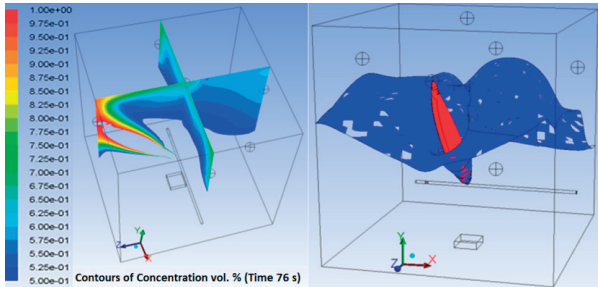 1.00e+00
9.75e-01
9.50e-01
9.25e-01
9.00e-01
8.75e-01
8.50e-01
8.25e-01
8.00e-01
7.75e-01
7.50e-01
7.25e-01
7.00e-01
6.75e-01
6.50e-01
6.25e-01
6.00e-01
5.75e-01
5.50e-01
5.25e-01
5.00e-01
Y
Z
X
Contours of Concentration vol. % (Time 76 s)
Y
Z
X